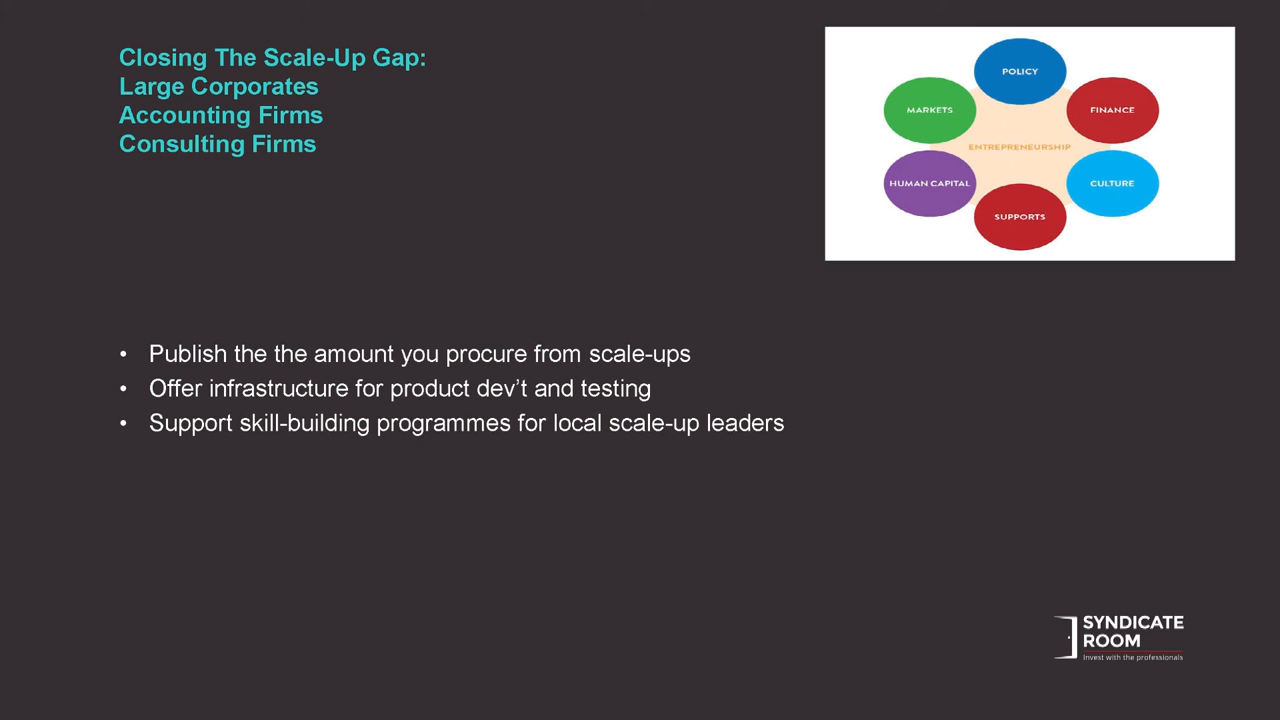 Closing The Scale-Up Gap:
Large Corporates
Accounting Firms
Consulting Firms
POLICY
MARKETS
FINANCE
ENTREPRENEURSHIP
HUMAN CAPITAL
CULTURE
SUPPORTS
• Publish the the amount you procure from scale-ups
• Offer infrastructure for product dev’t and testing
• Support skill-building programmes for local scale-up leaders
SYNDICATE
ROOM
Invest with the professionals